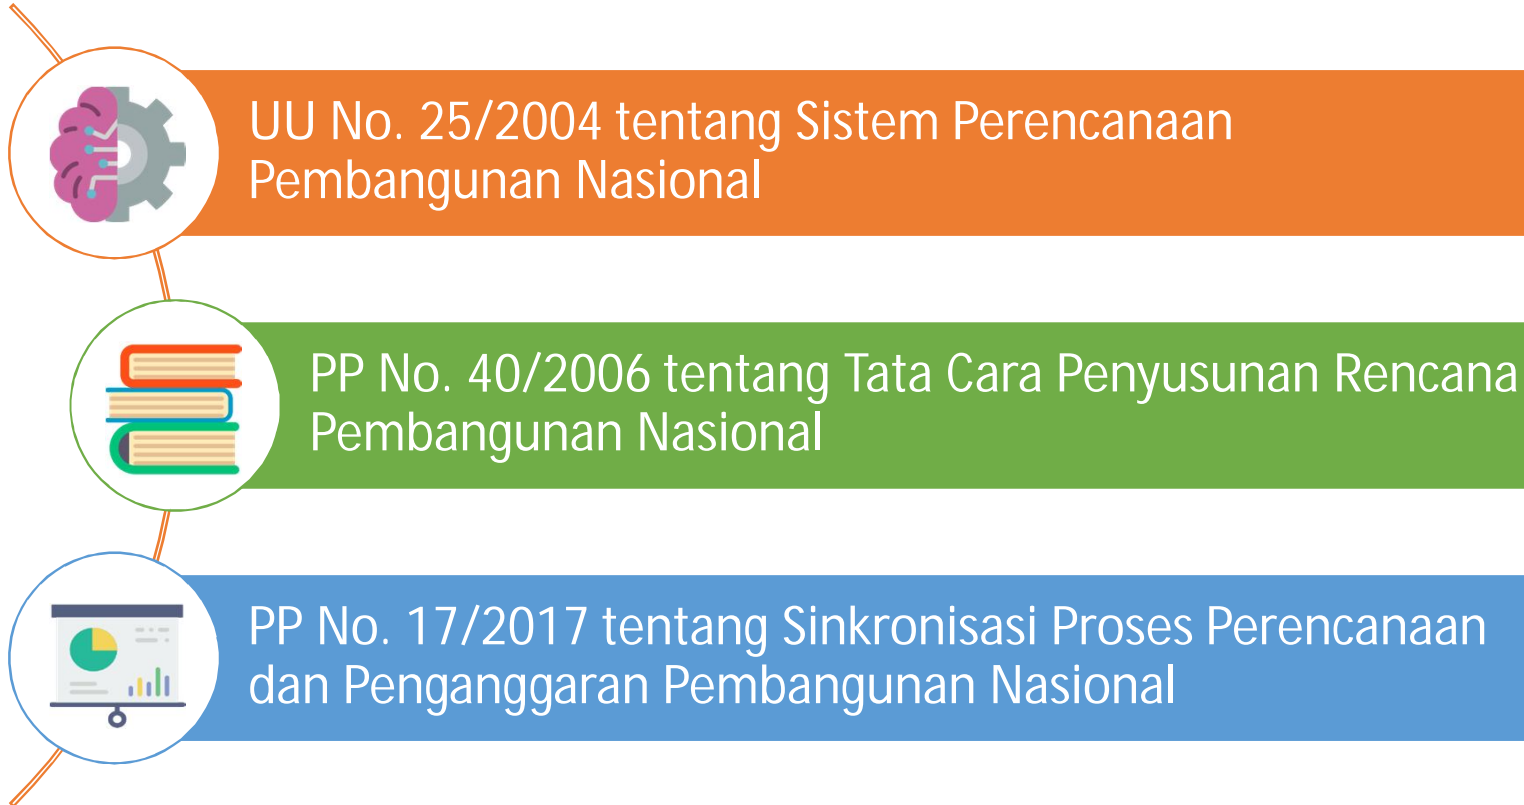 UU No. 25/2004 tentang Sistem Perencanaan
Pembangunan Nasional
PP No. 40/2006 tentang Tata Cara Penyusunan Rencana
Pembangunan Nasional
PP No. 17/2017 tentang Sinkronisasi Proses Perencanaan
dan Penganggaran Pembangunan Nasional